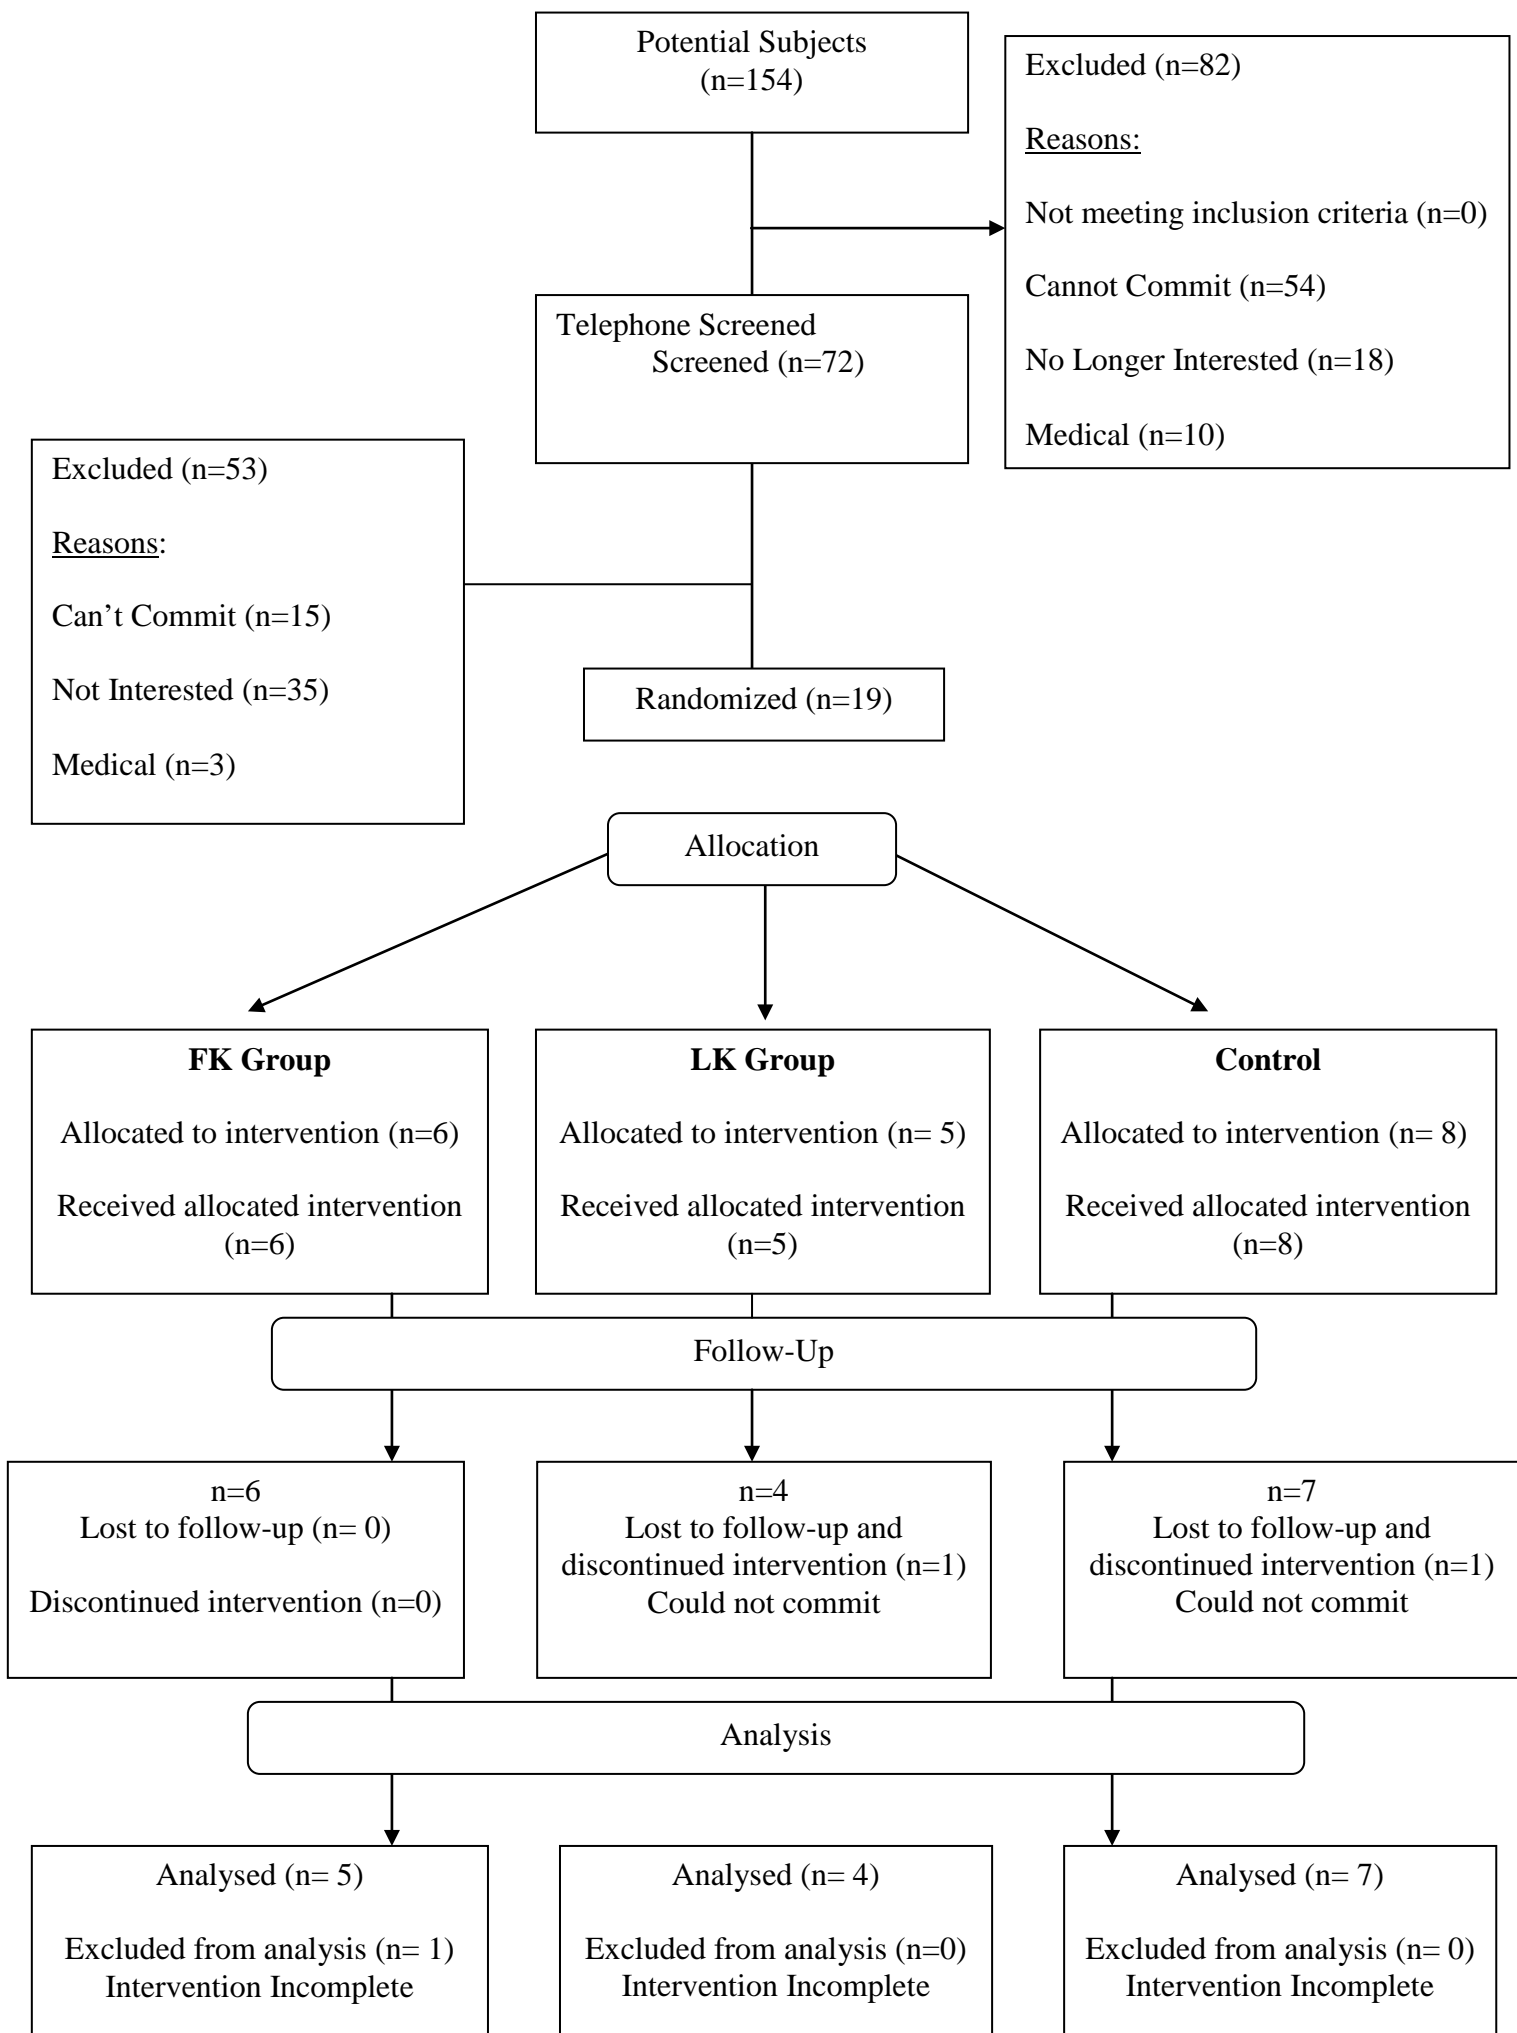 Potential Subjects
(n=154)
Excluded (n=82)
Reasons:
Not meeting inclusion criteria (n=0)
Cannot Commit (n=54)
No Longer Interested (n=18)
Medical (n=10)
Telephone Screened
Screened (n=72)
Excluded (n=53)
Reasons:
Can’t Commit (n=15)
Not Interested (n=35)
Medical (n=3)
Randomized (n=19)
Allocation
FK Group
Allocated to intervention (n=6)
Received allocated intervention
(n=6)
LK Group
Allocated to intervention (n= 5)
Received allocated intervention
(n=5)
Control
Allocated to intervention (n= 8)
Received allocated intervention
(n=8)
Follow-Up
n=6
Lost to follow-up (n= 0)
Discontinued intervention (n=0)
n=4
Lost to follow-up and
discontinued intervention (n=1)
Could not commit
n=7
Lost to follow-up and
discontinued intervention (n=1)
Could not commit
Analysis
Analysed (n= 5)
Excluded from analysis (n= 1)
Intervention Incomplete
Analysed (n= 4)
Excluded from analysis (n=0)
Intervention Incomplete
Analysed (n= 7)
Excluded from analysis (n= 0)
Intervention Incomplete